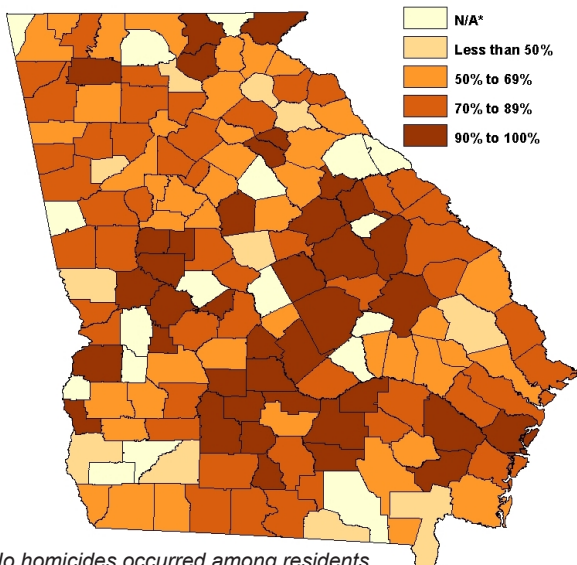 N/A*
Less than 50%
50% to 69%
70% to 89%
90% to 100%
homicides occurred among residents